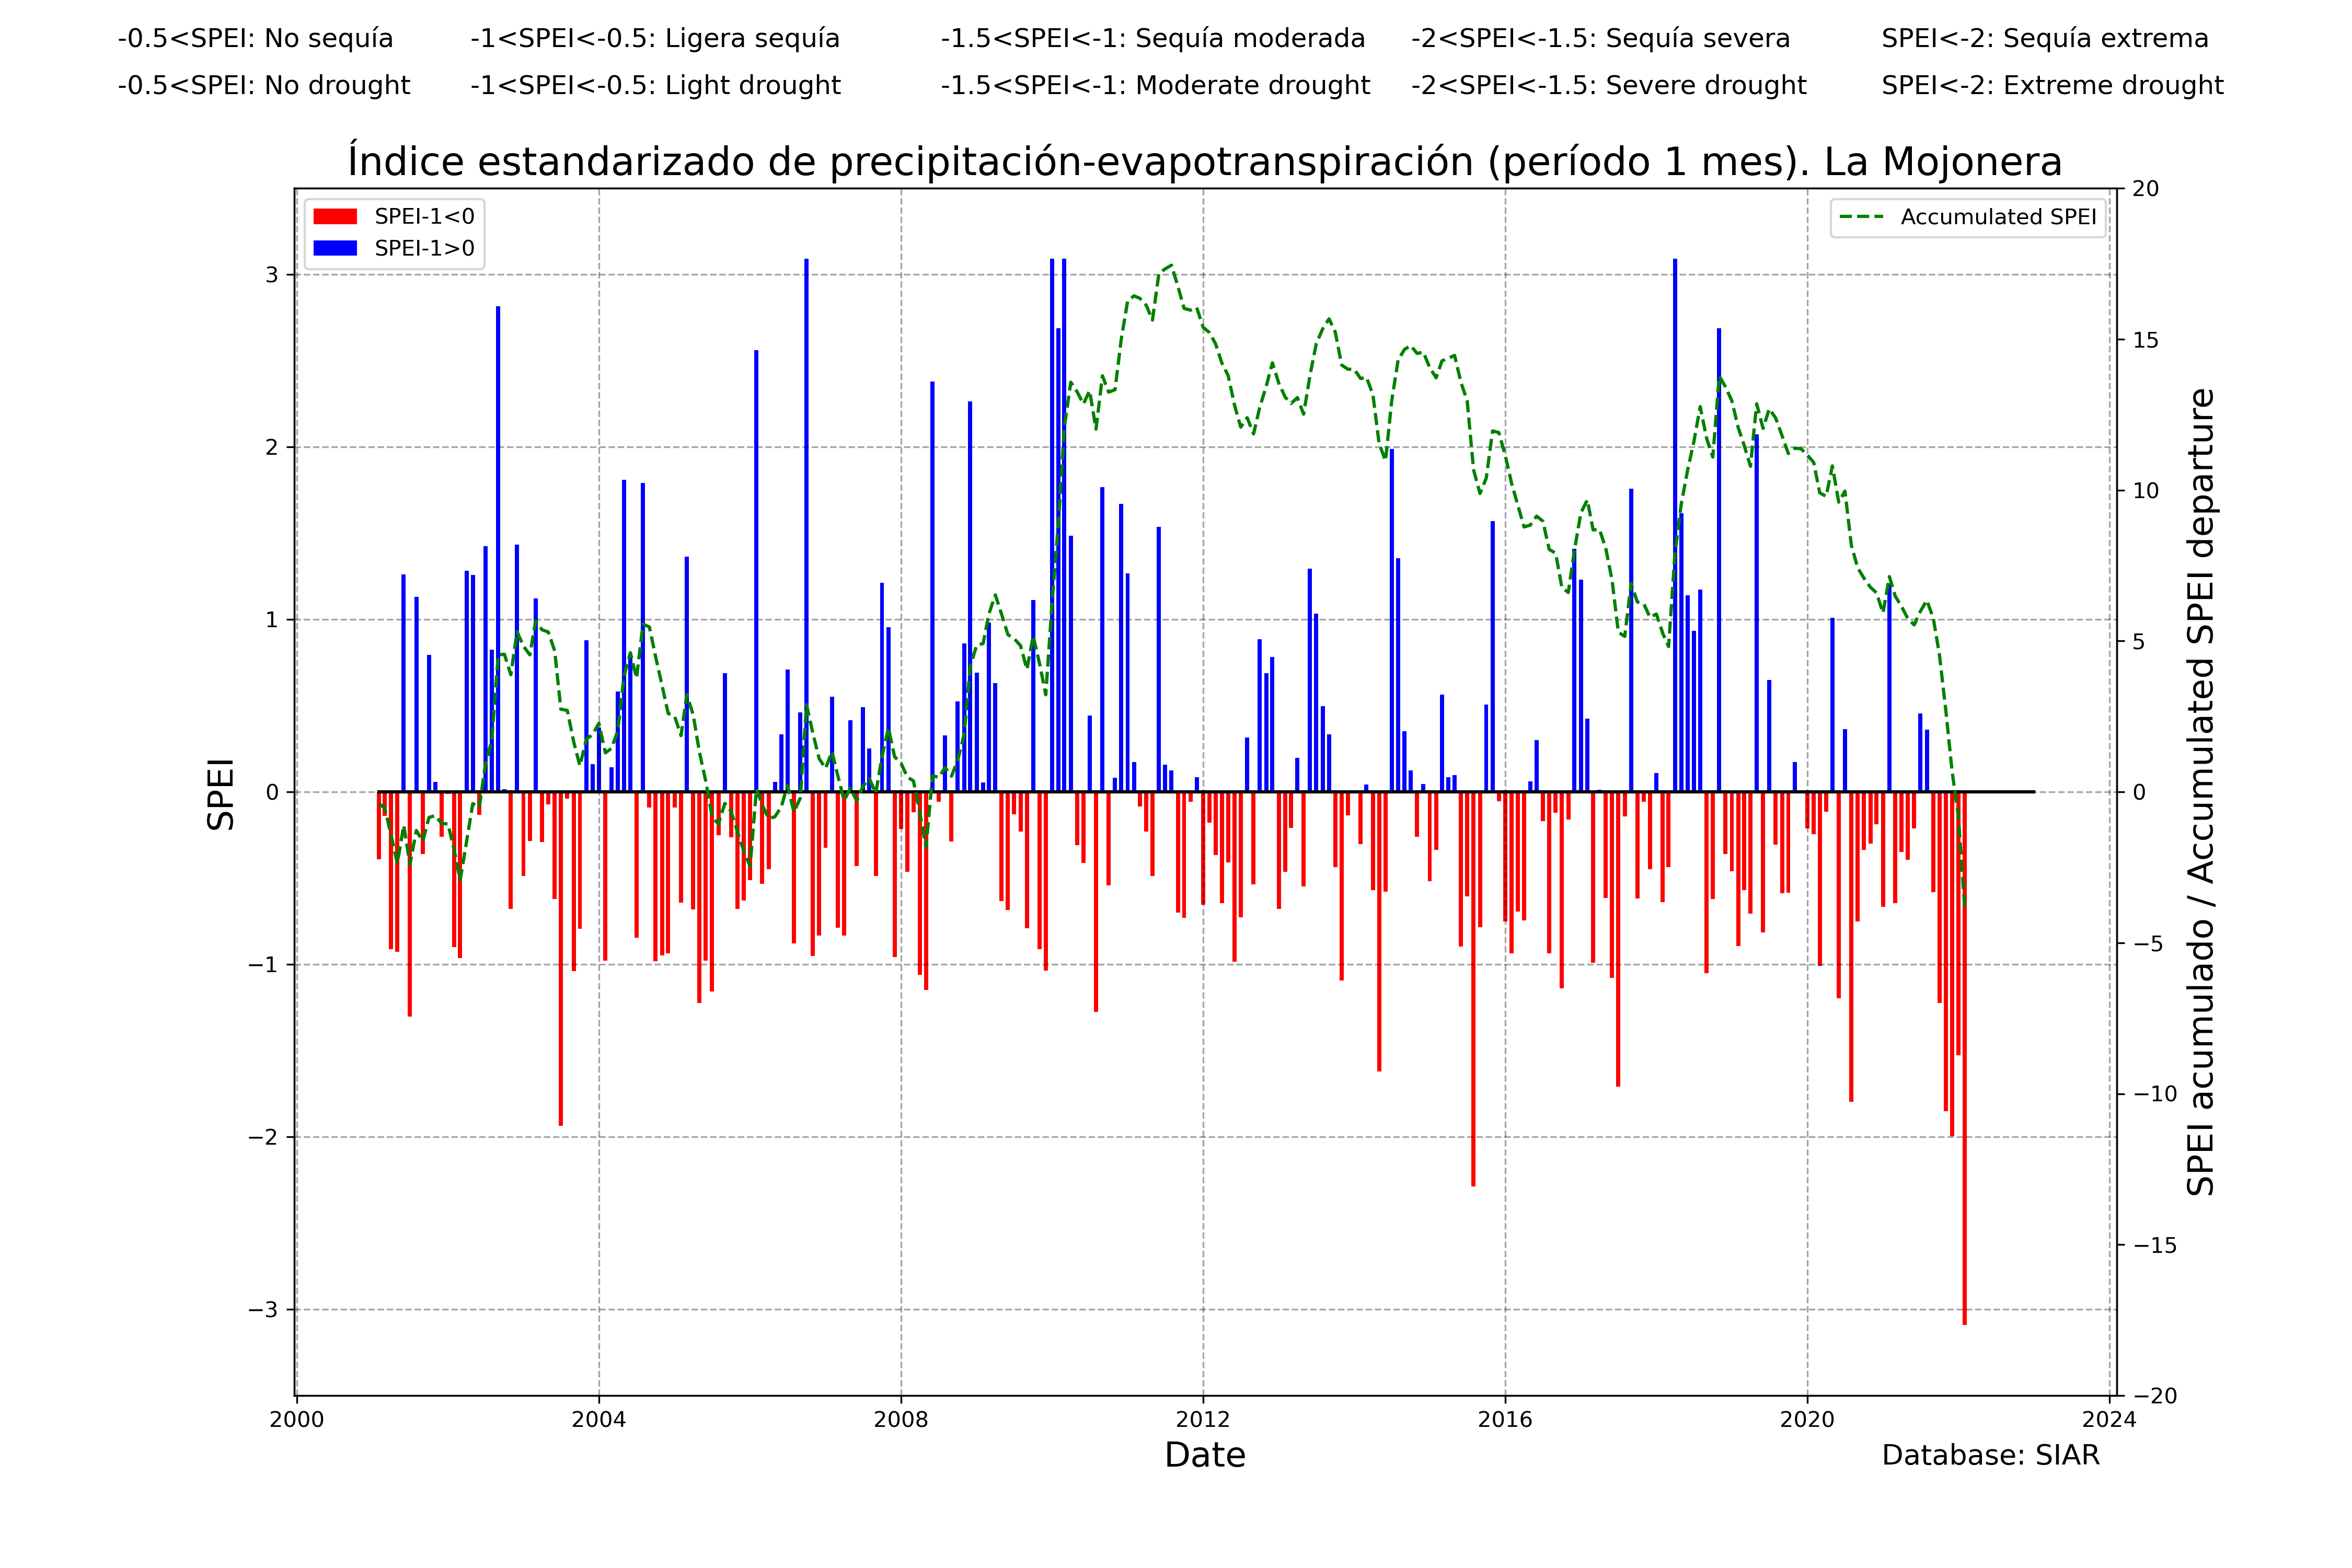 -0.5<SPEI: No sequía -1<SPEI<-0.5: Ligera sequía -1.5<SPEI<-1: Sequía moderada -2<SPEI<-1.5: Sequía severa SPEI<-2: Sequía extrema
-0.5<SPEI: No drought -1<SPEI<-0.5: Light drought -1.5<SPEI<-1: Moderate drought -2<SPEI<-1.5: Severe drought SPEI<-2: Extreme drought
Índice estandarizado de precipitación-evapotranspiración (período 1 mes). La Mojonera
SPEI-1<0
SPEI-1>0
Accumulated SPEI
SPEI
3
2
1
0
−1
−2
−3
20
15
10
5
0
−5
−10
−15
−20
SPEI acumulado / Accumulated SPEI departure
2000 2004 2008 2012 2016 2020 2024
Date
Database: SIAR